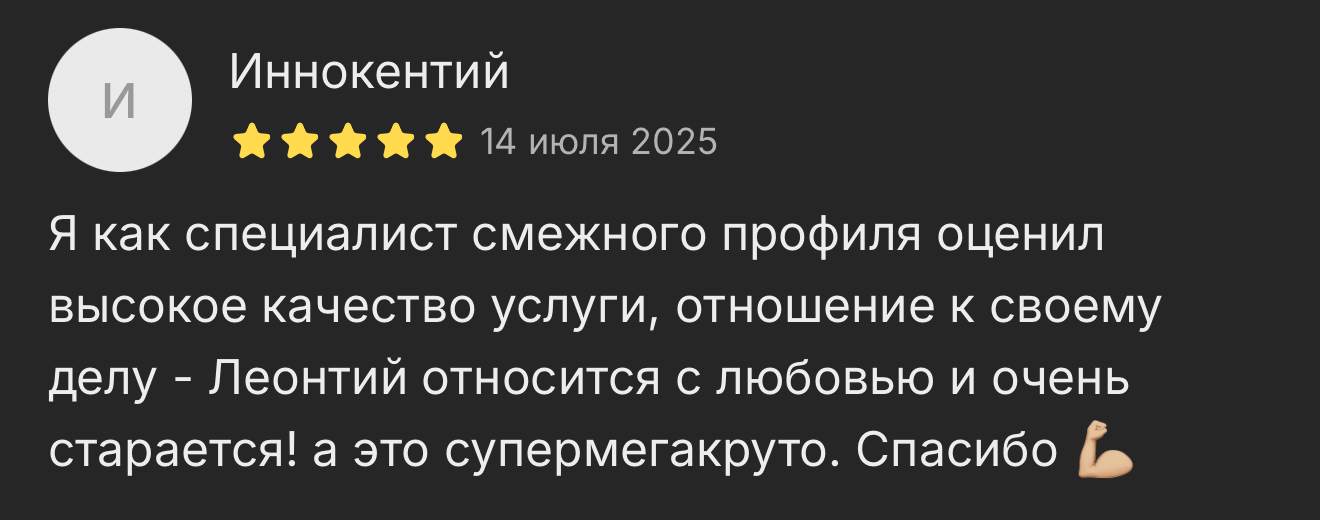 И
Иннокентий
14 июля 2025
Я как специалист смежного профиля оценил
высокое качество услуги, отношение к своему
делу - Леонтий относится с любовью и очень
старается! а это супермегакруто. Спасибо 💪🏼